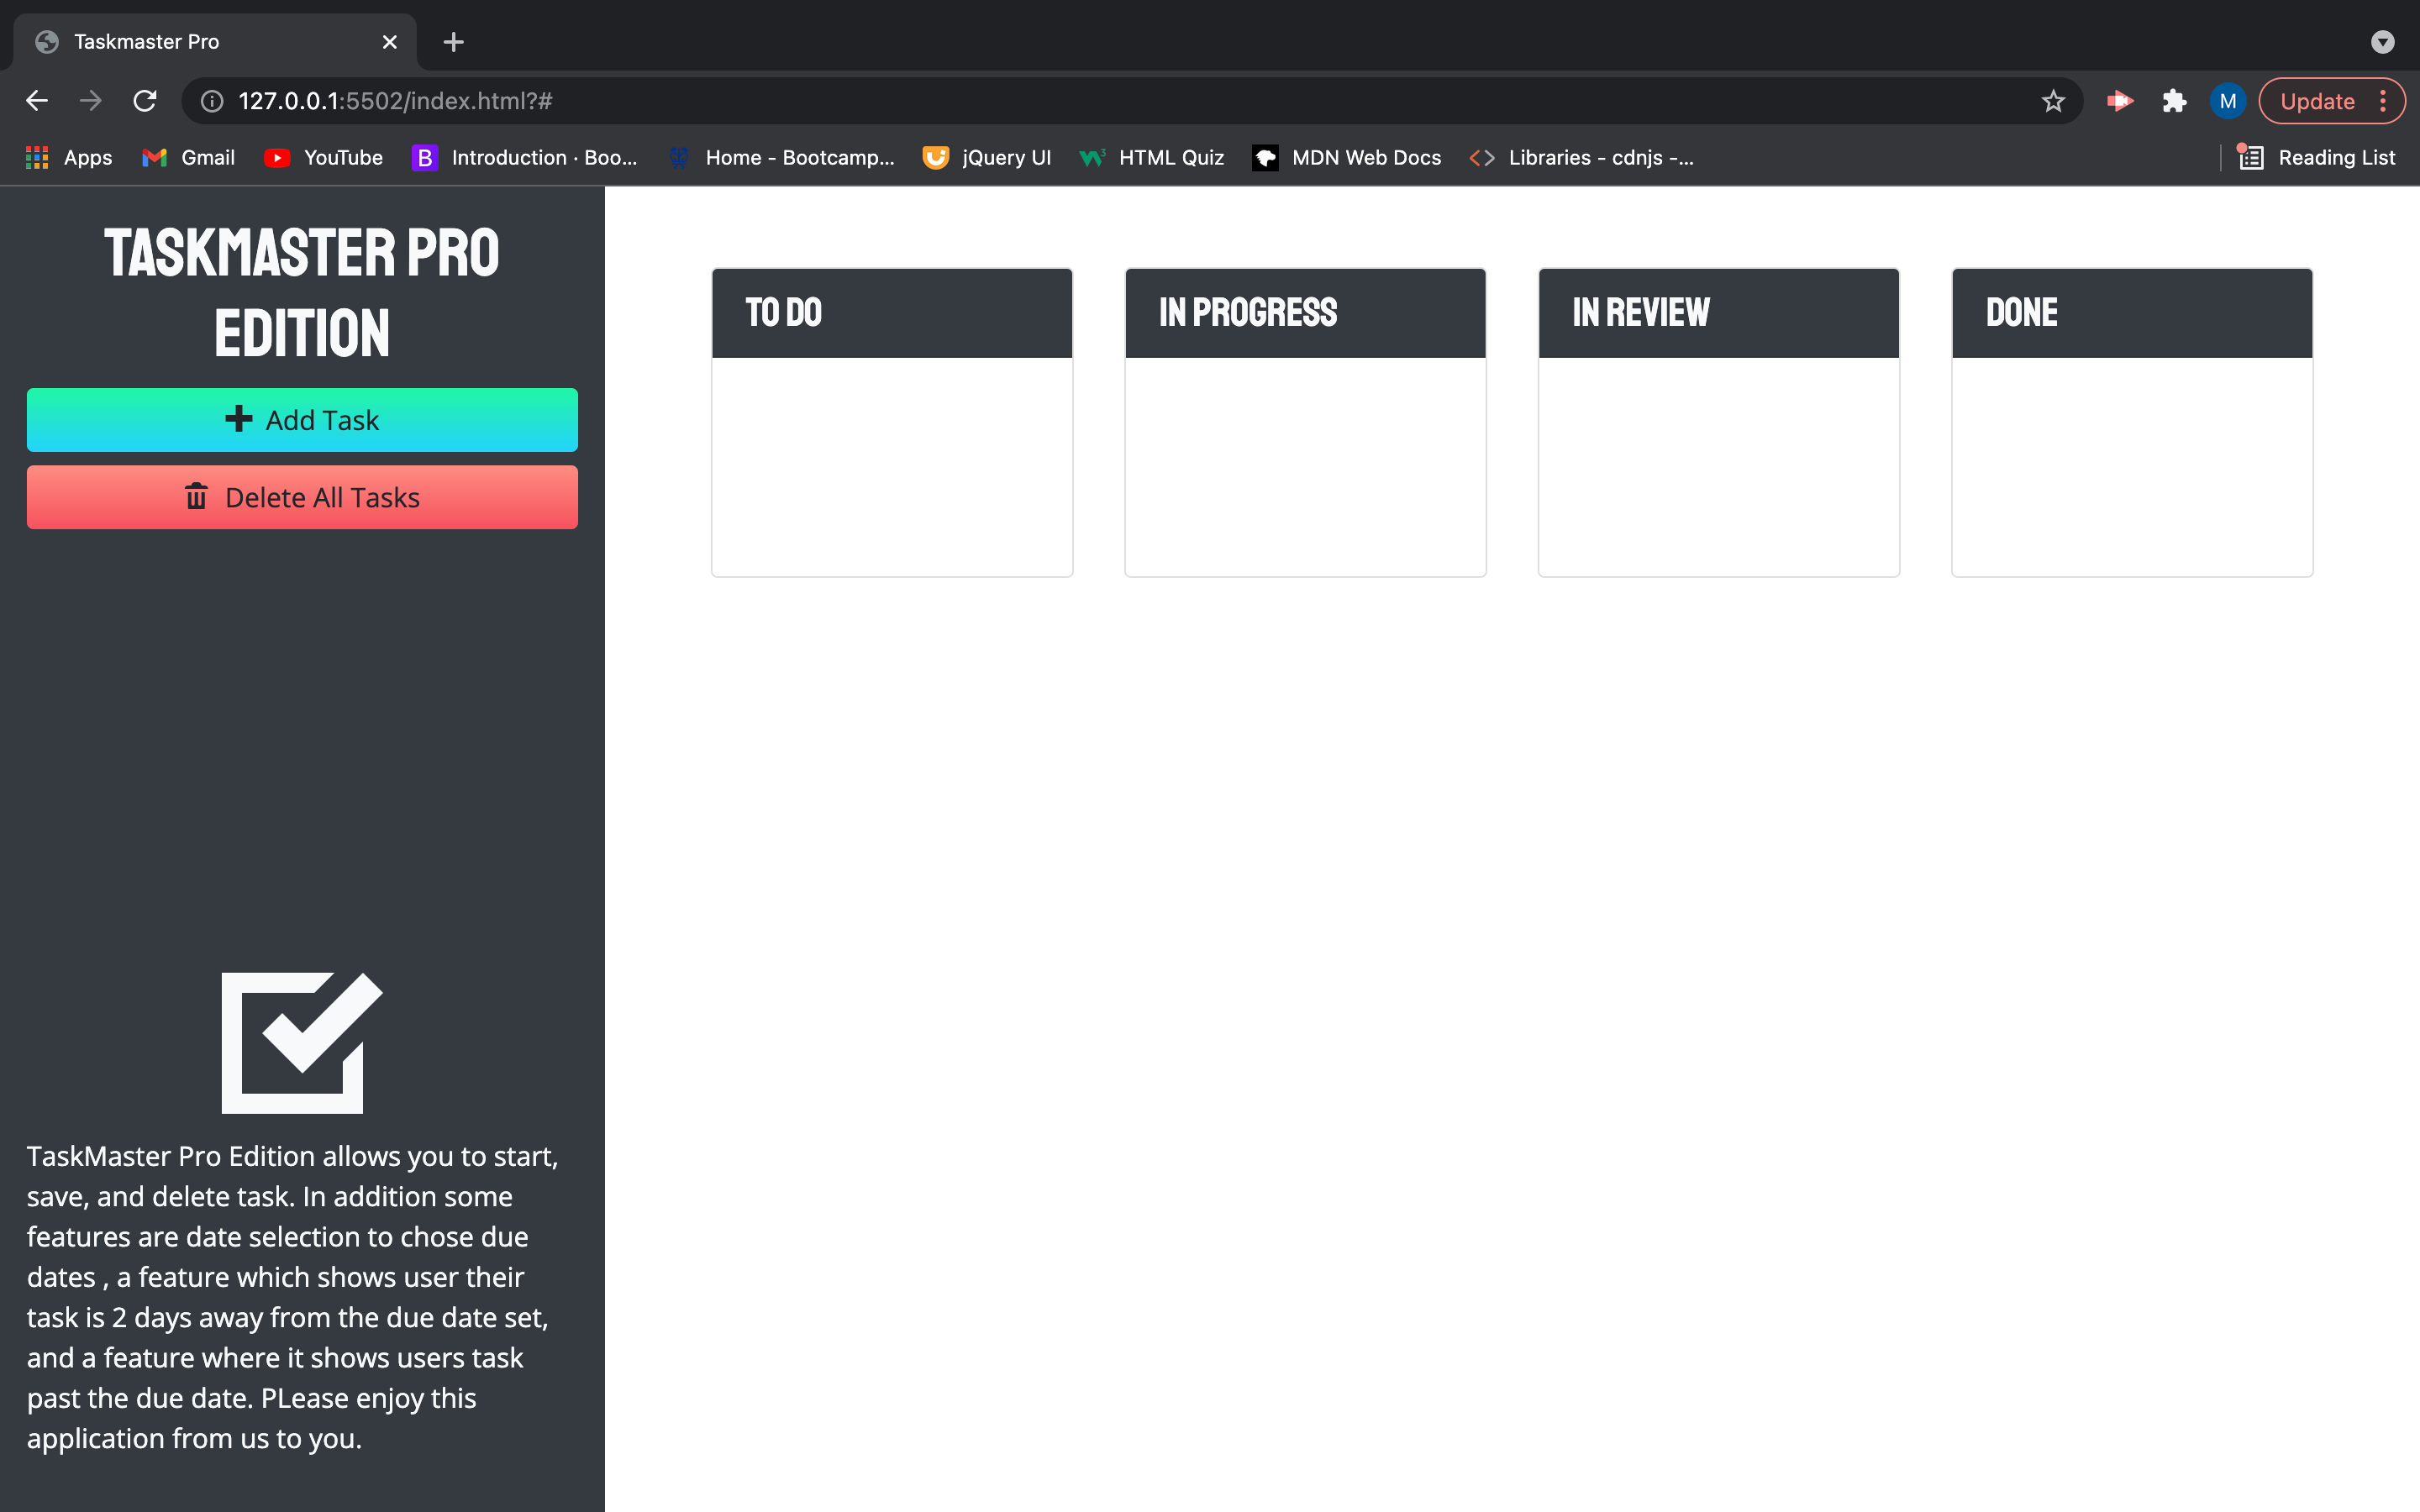 Taskmaster Pro
127.0.0.1:5502/index.html?#
M
Update
Apps
Gmail
YouTube
B
Introduction · Boo...
Home - Bootcamp...
jQuery UI
W3
HTML Quiz
MDN Web Docs
Libraries - cdnjs -...
Reading List
TASKMASTER PRO
EDITION
Add Task
Delete All Tasks
TO DO
IN PROGRESS
IN REVIEW
DONE
TaskMaster Pro Edition allows you to start,
save, and delete task. In addition some
features are date selection to chose due
dates , a feature which shows user their
task is 2 days away from the due date set,
and a feature where it shows users task
past the due date. PLease enjoy this
application from us to you.